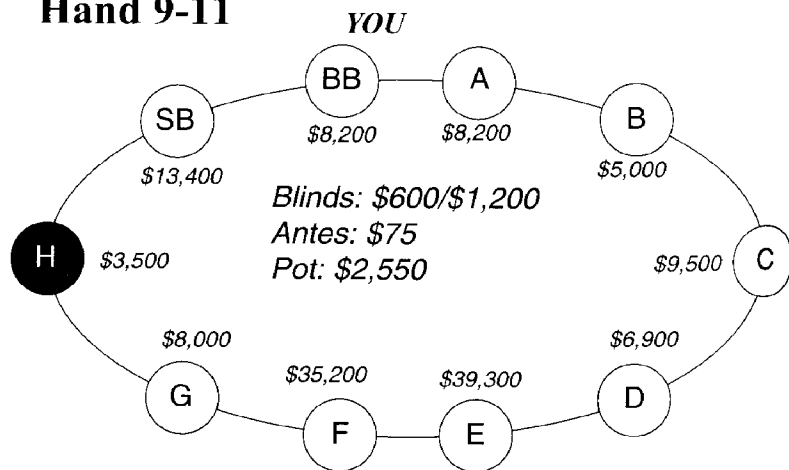 Hand 9-11
YOU
BB
A
SB
B
$8,200
$8,200
$13,400
$5,000
Blinds: $600/$1,200
Antes: $75
Pot: $2,550
H
$3,500
$9,500
C
$8,000
$6,900
$35,200
$39,300
G
D
F
E